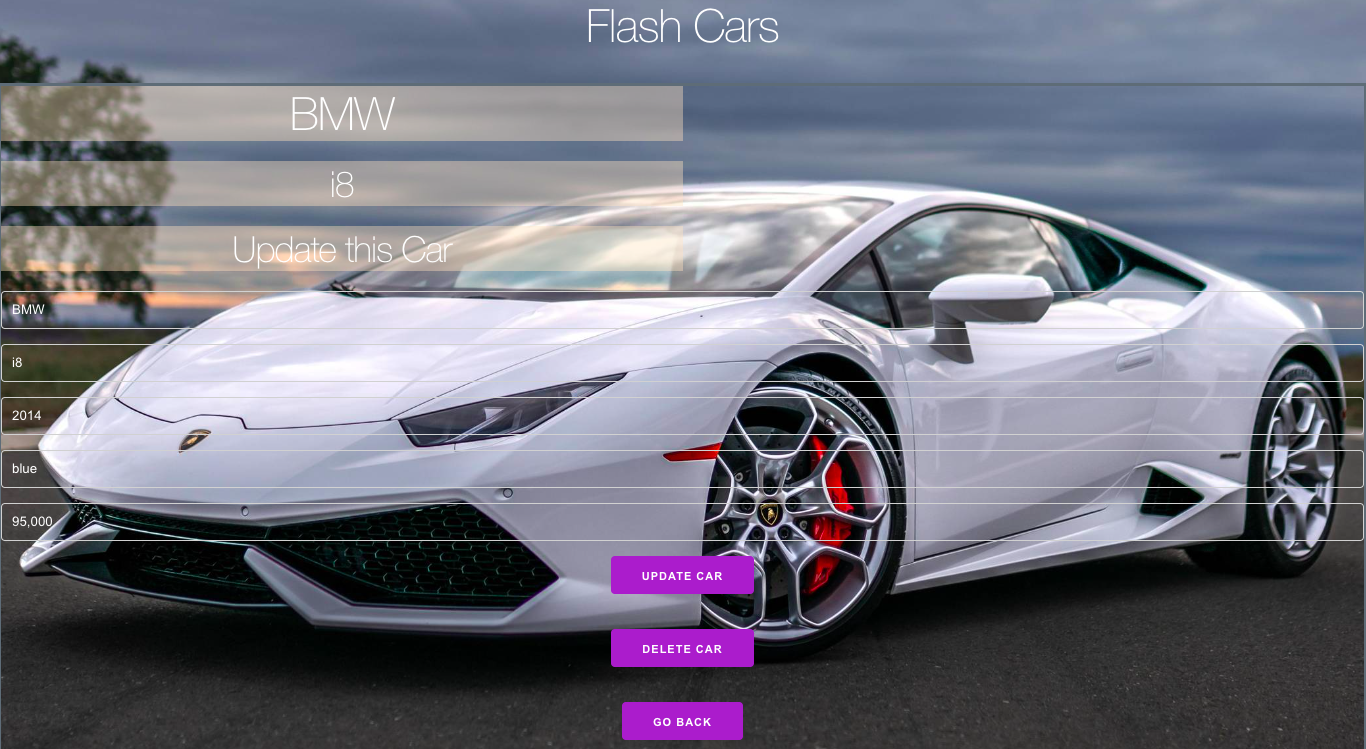 Flash Cars
BMW
i8
Update this Car
BMW
i8
2014
blue
95,000
UPDATE CAR
DELETE CAR
GO BACK